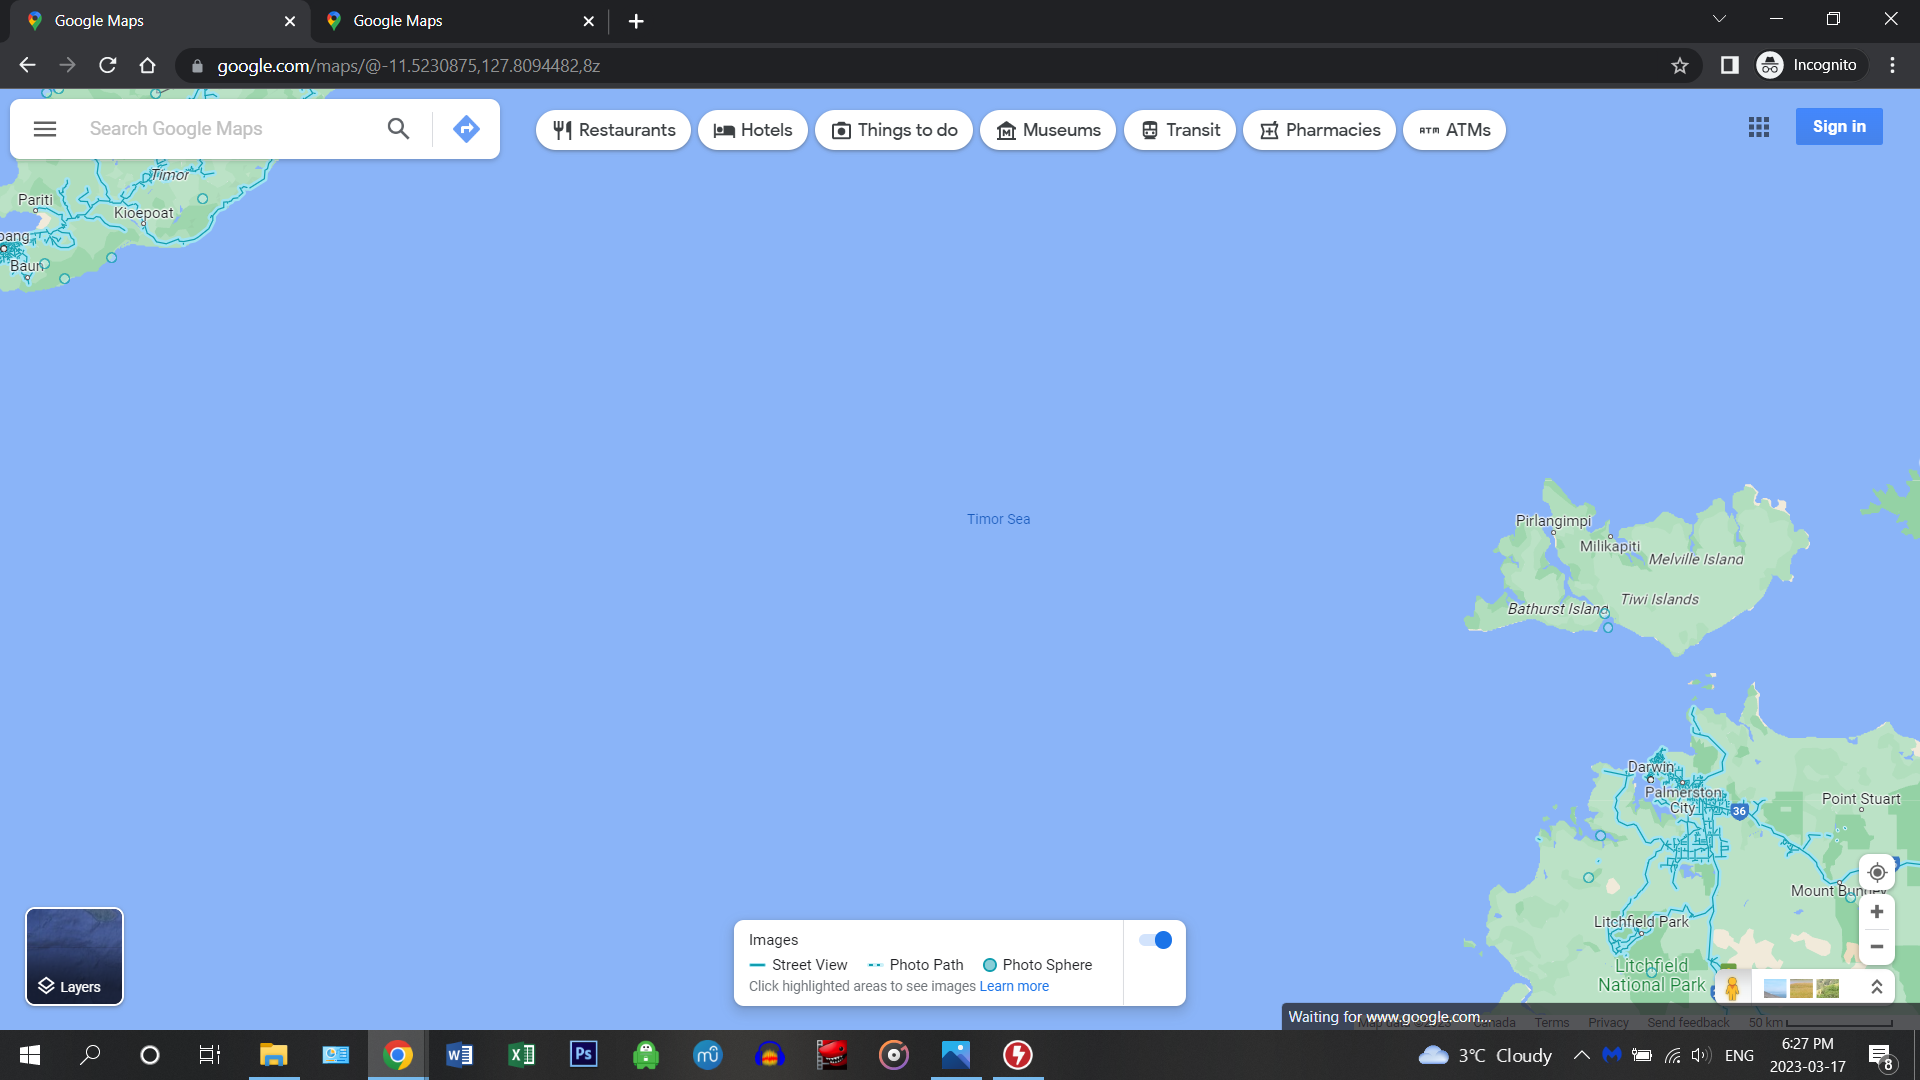 Google Maps
Google Maps
google.com/maps/@-11.5230875,127.8094482,8z
Incognito
Search Google Maps
Restaurants
Hotels
Things to do
Museums
Transit
Pharmacies
ATM ATMs
Sign in
Timor
Pariti
Kioepoat
Baun
Timor Sea
Pirlangimpi
Milikapiti
Melville Island
Bathurst Island
Tiwi Islands
Darwin
Palmerston
City
36
Point Stuart
Mount Bundey
Litchfield Park
Litchfield
National Park
Layers
Images
Street View
Photo Path
Photo Sphere
Click highlighted areas to see images Learn more
Waiting for www.google.com...
Map data ©2023
Canada
Terms
Privacy
Send feedback
50 km
W
X
Ps
mü
3°C Cloudy
ENG
6:27 PM
2023-03-17
8